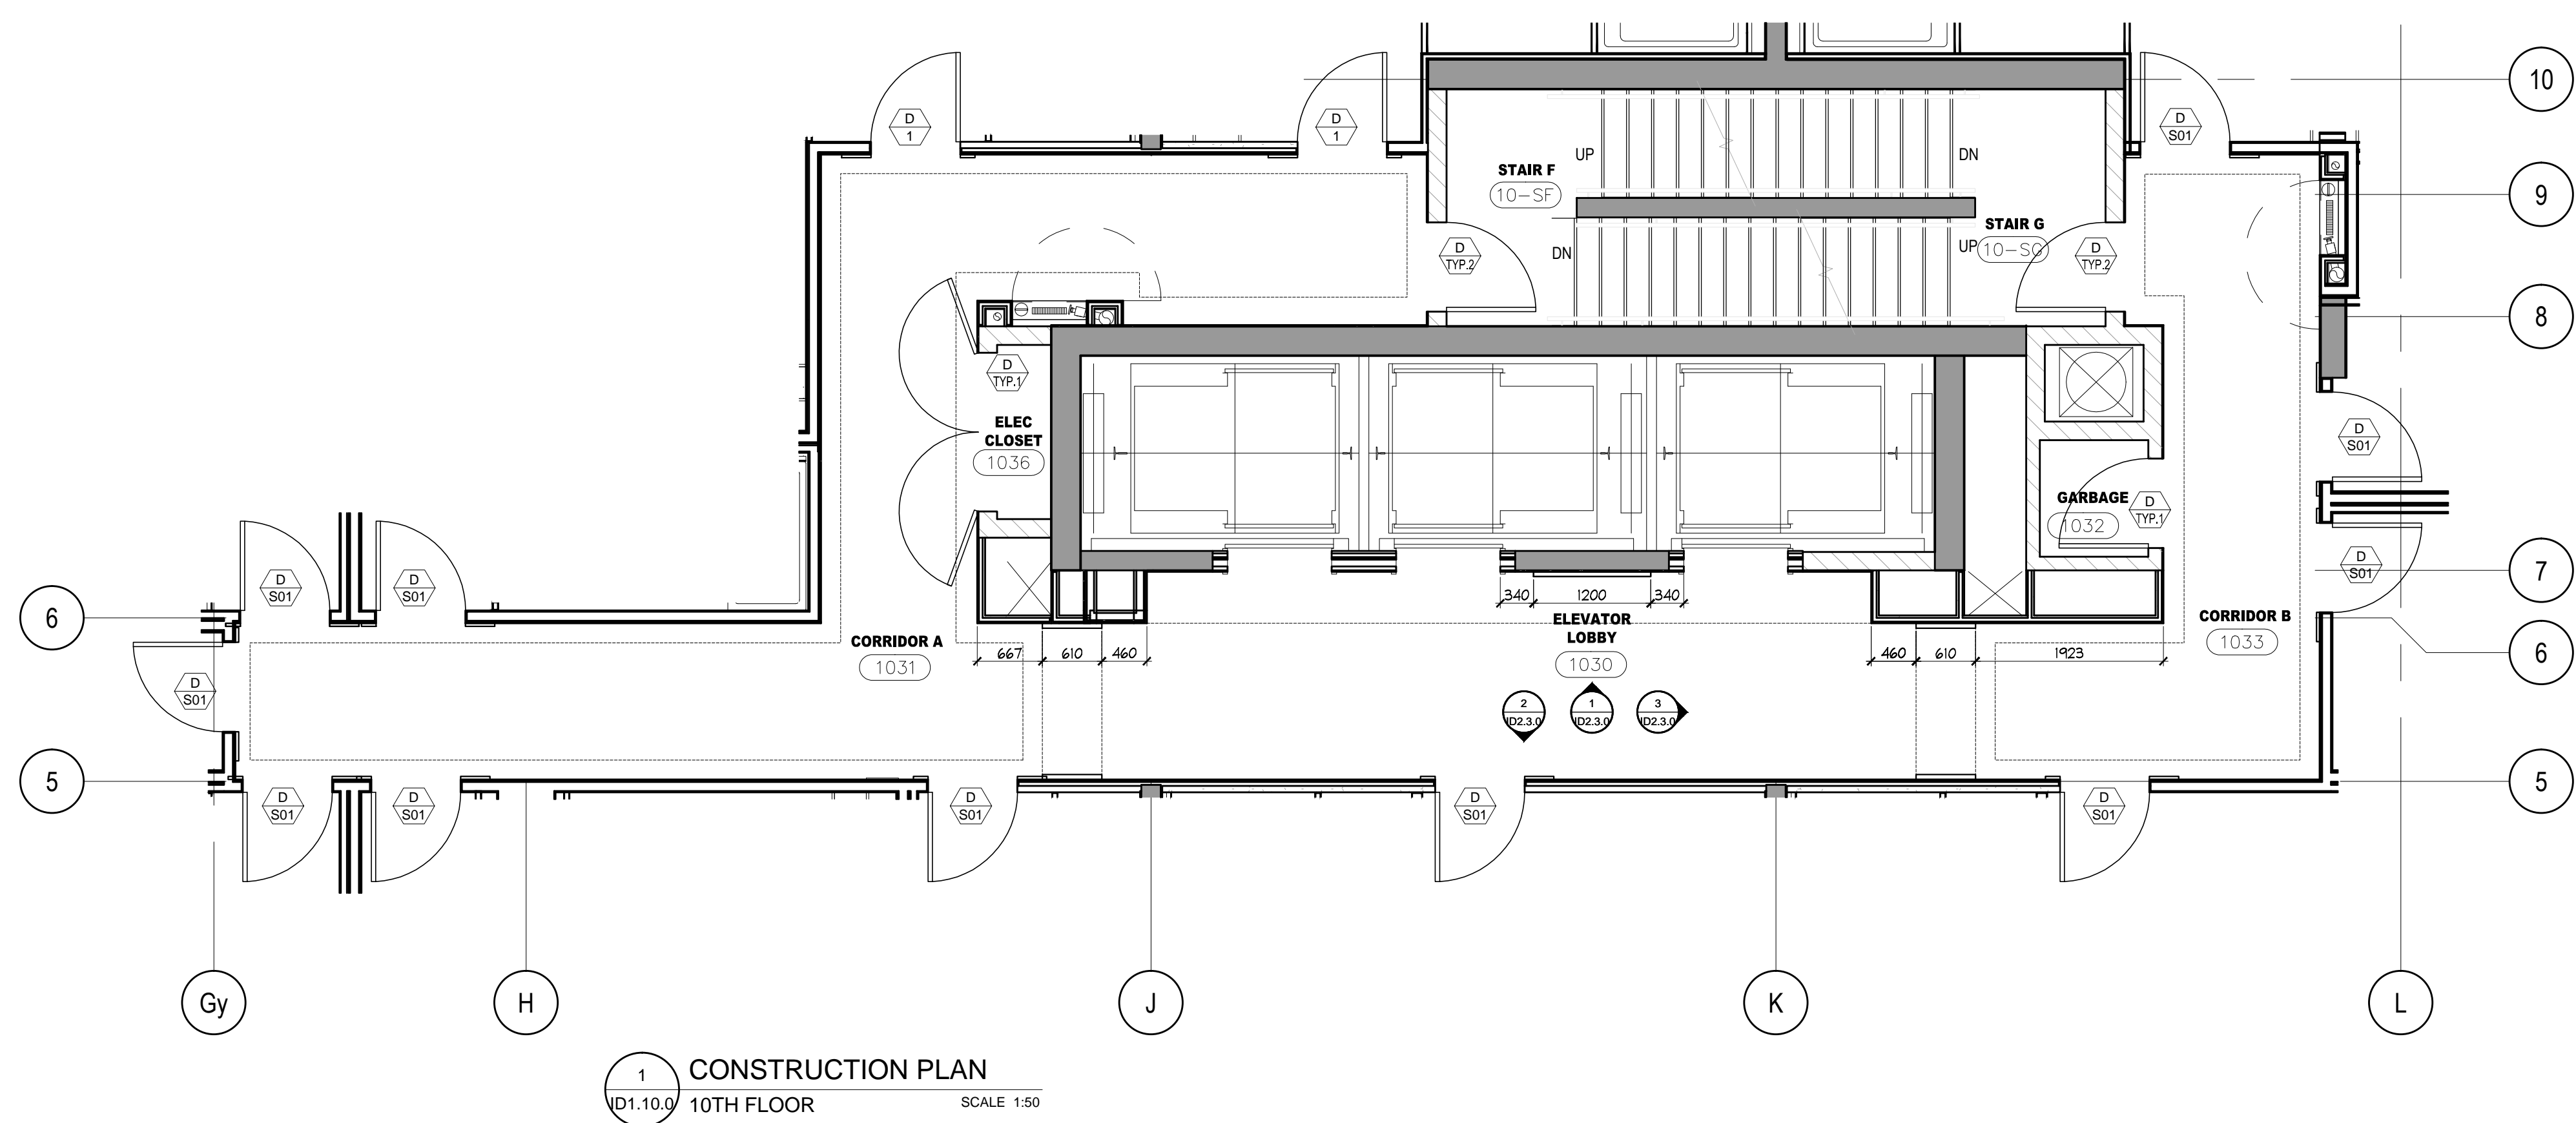 10
D
1
D
1
D
S01
UP
DN
STAIR F
10-SF
9
STAIR G
UP
10-SG
DN
D
TYP.2
D
TYP.2
8
D
TYP.1
ELEC
CLOSET
1036
D
S01
GARBAGE
1032
D
TYP.1
D
S01
D
S01
D
S01
7
340
1200
340
6
ELEVATOR
LOBBY
1030
CORRIDOR B
1033
CORRIDOR A
1031
667
610
460
460
610
1923
6
D
S01
2
ID2.3.0
1
ID2.3.0
3
ID2.3.0
5
5
D
S01
D
S01
D
S01
D
S01
D
S01
Gy
H
J
K
L
1
ID1.10.0
CONSTRUCTION PLAN
10TH FLOOR
SCALE 1:50